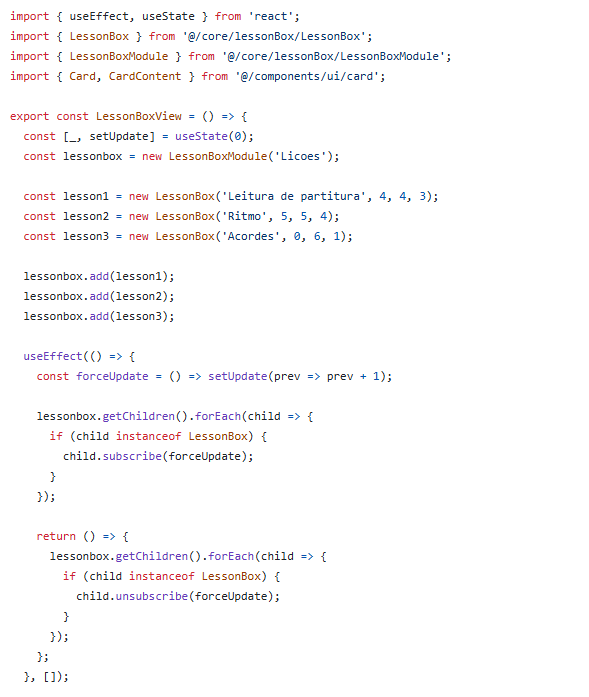 import { useEffect, useState } from 'react';
import { LessonBox } from '@/core/lessonBox/LessonBox';
import { LessonBoxModule } from '@/core/lessonBox/LessonBoxModule';
import { Card, CardContent } from '@/components/ui/card';

export const LessonBoxView = () => {
  const [_, setUpdate] = useState(0);
  const lessonbox = new LessonBoxModule('Licoes');

  const lesson1 = new LessonBox('Leitura de partitura', 4, 4, 3);
  const lesson2 = new LessonBox('Ritmo', 5, 5, 4);
  const lesson3 = new LessonBox('Acordes', 0, 6, 1);

  lessonbox.add(lesson1);
  lessonbox.add(lesson2);
  lessonbox.add(lesson3);

  useEffect(() => {
    const forceUpdate = () => setUpdate(prev => prev + 1);

    lessonbox.getChildren().forEach(child => {
      if (child instanceof LessonBox) {
        child.subscribe(forceUpdate);
      }
    });

    return () => {
      lessonbox.getChildren().forEach(child => {
        if (child instanceof LessonBox) {
          child.unsubscribe(forceUpdate);
        }
      });
    };
  }, []);